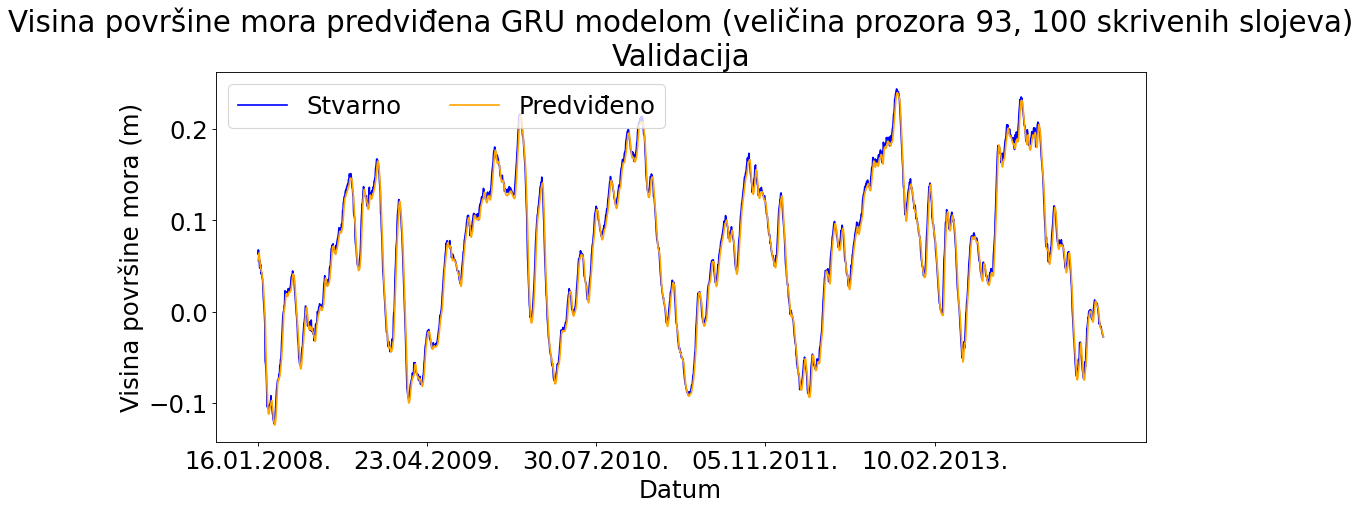 Visina površine mora predviđena GRU modelom (veličina prozora 93, 100 skrivenih slojeva)
Validacija
Stvarno Predviđeno
Visina površine mora (m)
0.2
0.1
0.0
−0.1
16.01.2008. 23.04.2009. 30.07.2010. 05.11.2011. 10.02.2013.
Datum